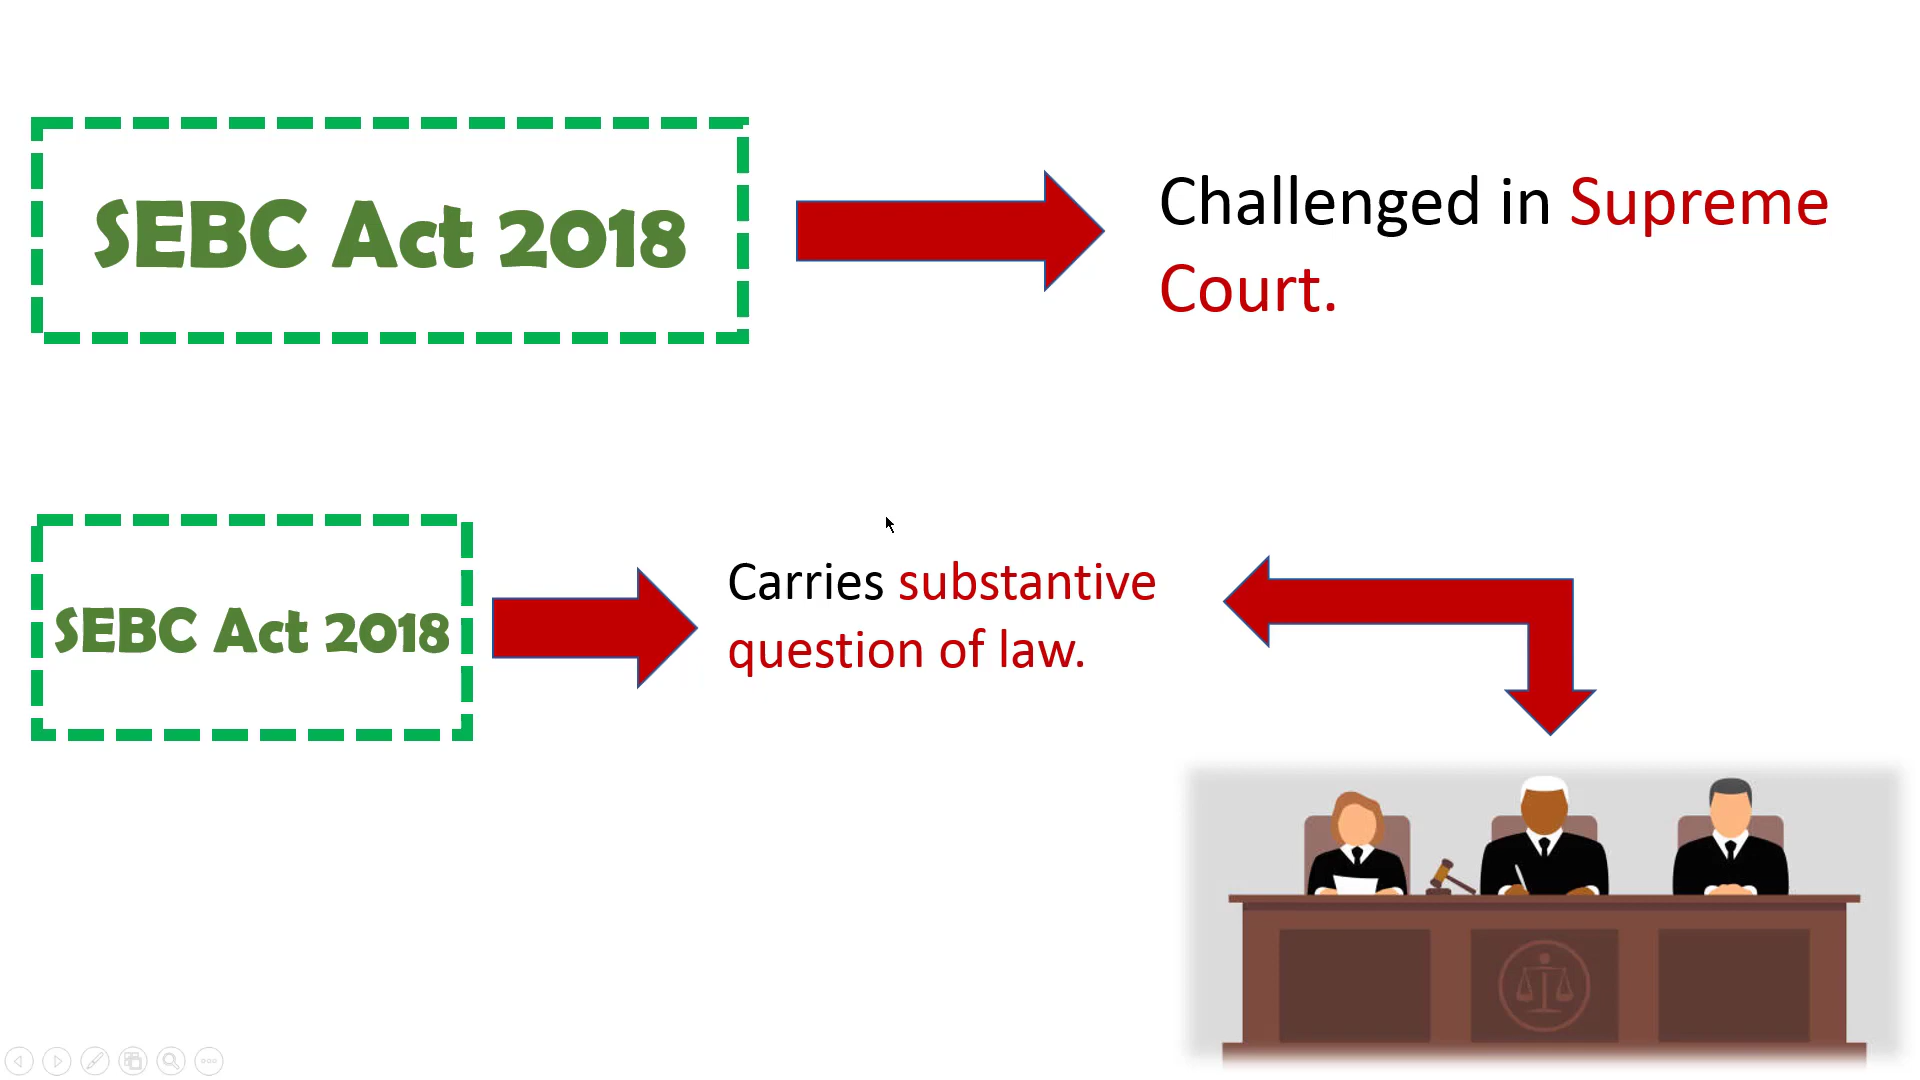 SEBC Act 2018
Challenged in Supreme
Court.
SEBC Act 2018
Carries substantive
question of law.